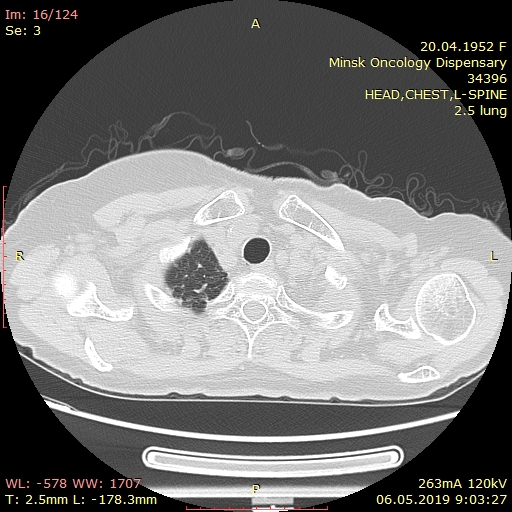 Im: 16/124
Se: 3
A
20.04.1952 F
Minsk Oncology Dispensary
34396
HEAD,CHEST,L-SPINE
2.5 lung
R
L
WL: -578 WW: 1707
T: 2.5mm L: -178.3mm
P
263mA 120kV
06.05.2019 9:03:27